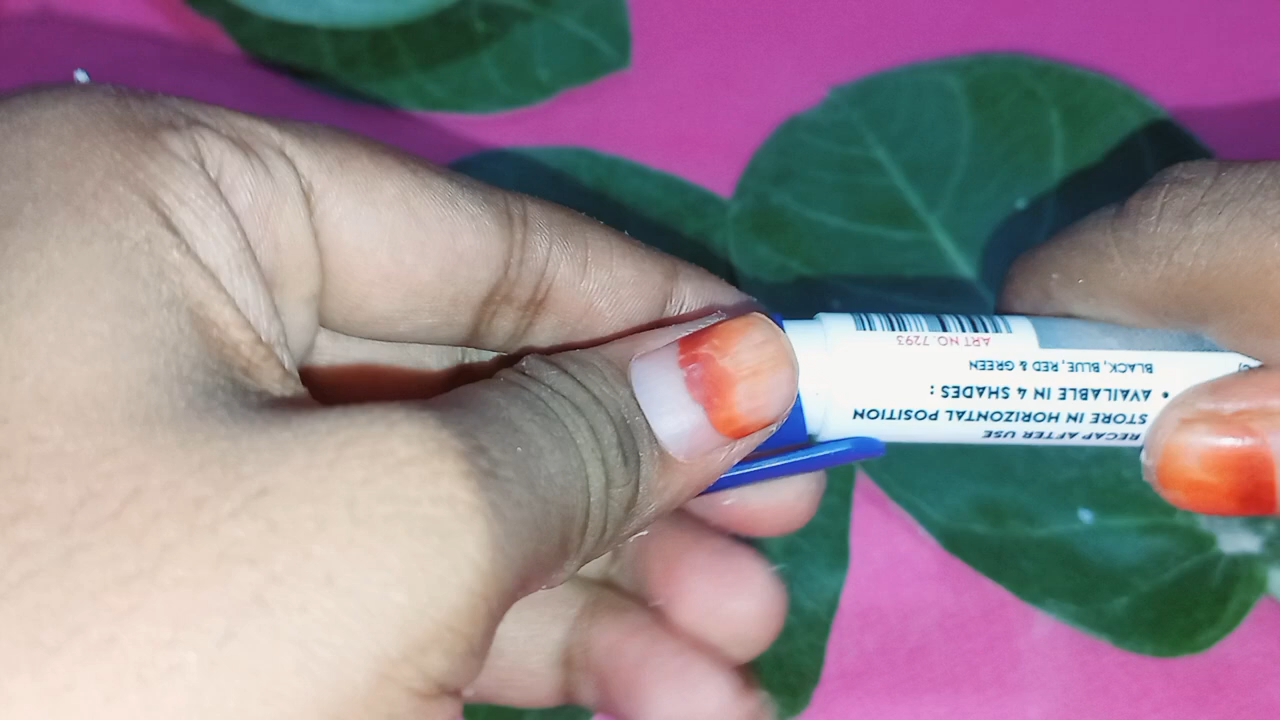 RECAP AFTER USE
STORE IN HORIZONTAL POSITION
• AVAILABLE IN 4 SHADES :
BLACK, BLUE, RED & GREEN
ART NO. 7293